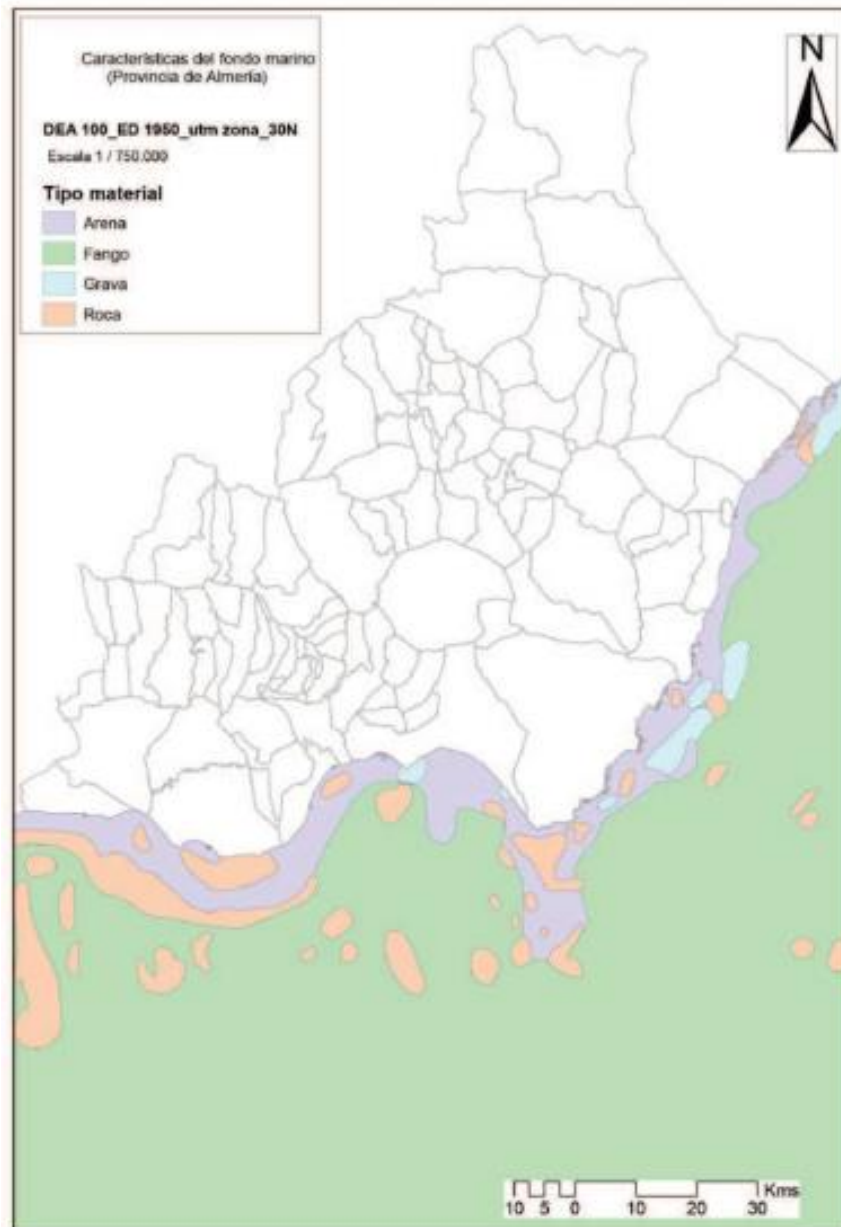 Características del fondo marino
(Provincia de Almería)
DEA 100_ED 1950_utm zona_30N
Escala 1 / 750.000
Tipo material
Arena
Fango
Grava
Roca
N
Kms
10 5 0 10 20 30